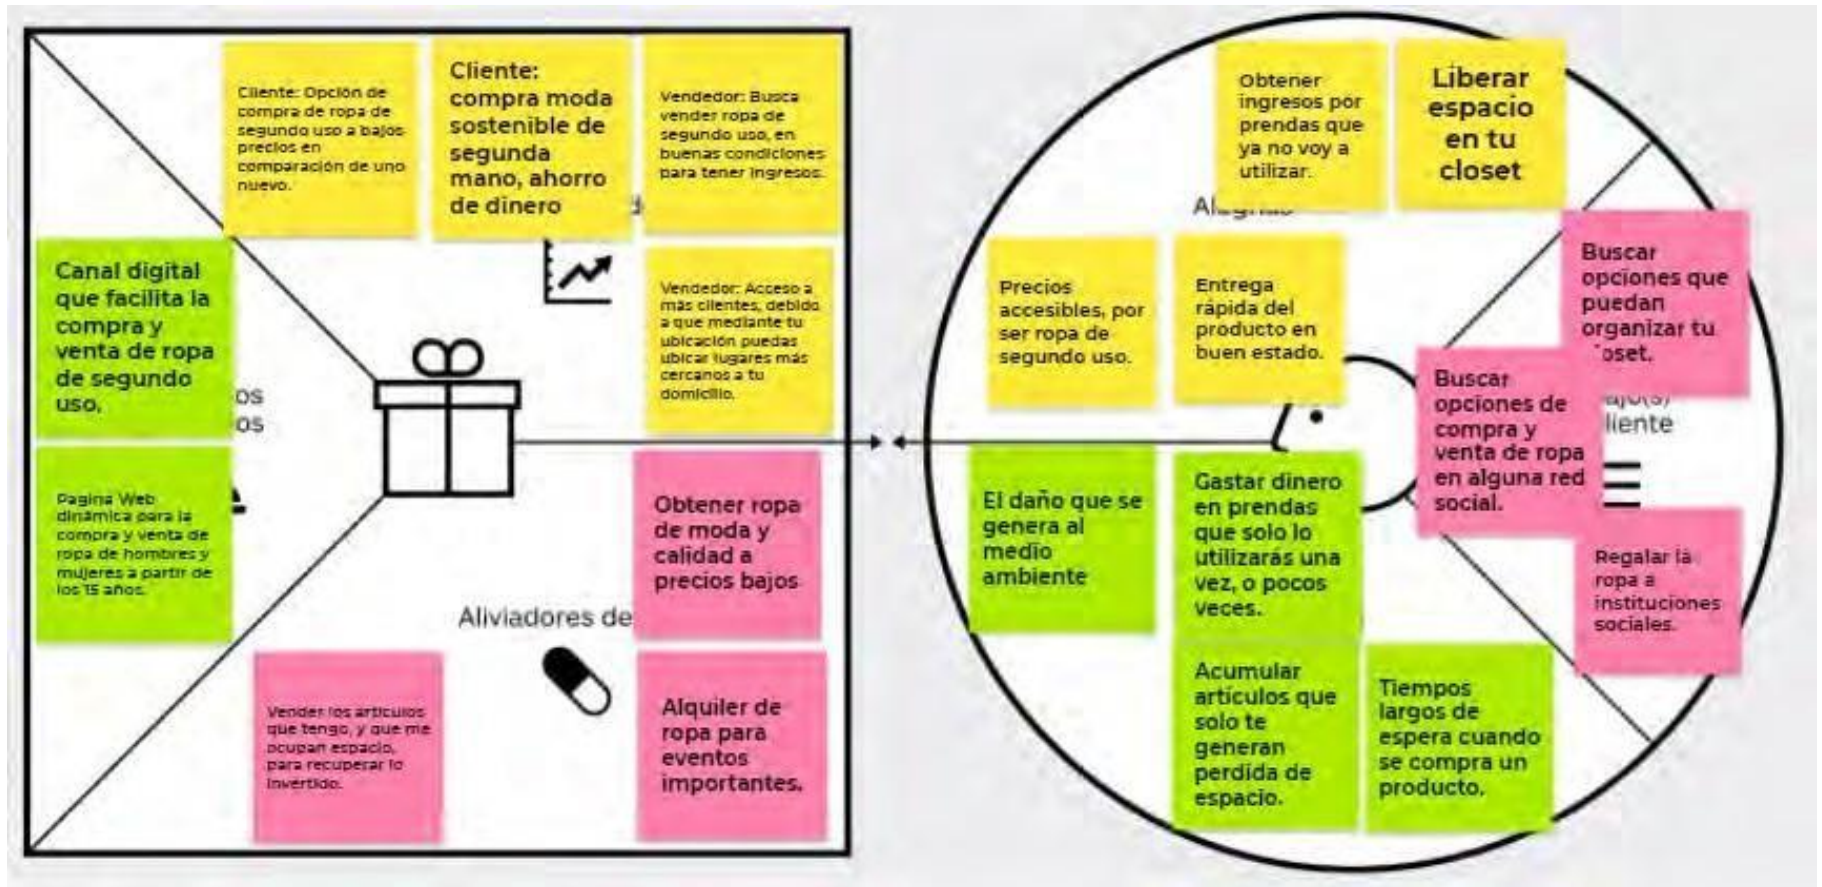 Cliente: Opción de
compra de ropa de
segundo uso a bajos
precios en
comparación de uno
nuevo.
Cliente:
compra moda
sostenible de
segunda
mano, ahorro
de dinero
Vendedor: Busca
vender ropa de
segundo uso, en
buenas condiciones
para tener ingresos.
Canal digital
que facilita la
compra y
venta de ropa
de segundo
uso,
Vendedor: Acceso a
más clientes, debido
a que mediante tu
ubicación puedas
ubicar lugares más
cercanos a tu
domicilio.
os
os
Pagina Web
dinámica para la
compra y venta de
ropa de hombres y
mujeres a partir de
los 15 años.
Obtener ropa
de moda y
calidad a
precios bajos
Aliviadores de
Vender los artículos
que tengo, y que me
ocupan espacio,
para recuperar lo
invertido.
Alquiler de
ropa para
eventos
importantes.
Obtener
ingresos por
prendas que
ya no voy a
utilizar.
Liberar
espacio
en tu
closet
Precios
accesibles, por
ser ropa de
segundo uso.
Entrega
rápida del
producto en
buen estado.
Buscar
opciones que
puedan
organizar tu
oset.
Buscar
opciones de
compra y
venta de ropa
en alguna red
social.
liente
El daño que se
genera al
medio
ambiente
Gastar dinero
en prendas
que solo lo
utilizarás una
vez, o pocos
veces.
Regalar la
ropa a
instituciones
sociales.
Acumular
artículos que
solo te
generan
perdida de
espacio.
Tiempos
largos de
espera cuando
se compra un
producto.